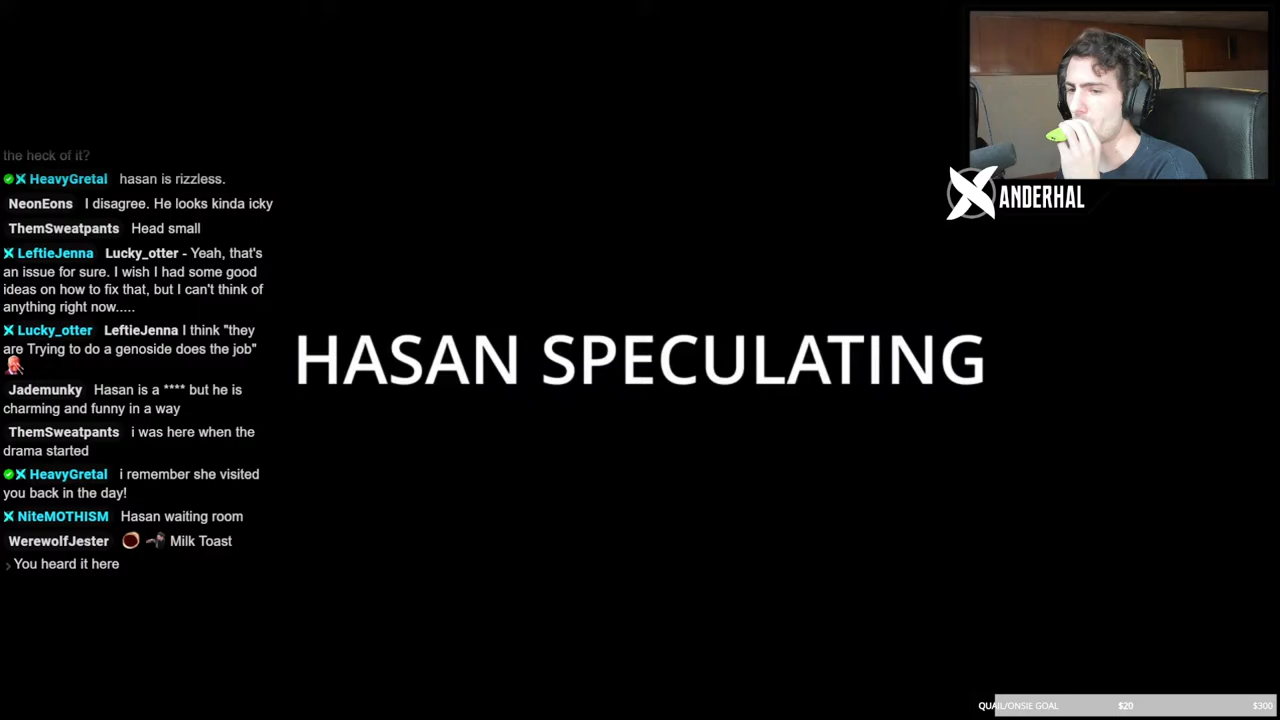 the heck of it?
HeavyGretal hasan is rizzless.
NeonEons I disagree. He looks kinda icky
ThemSweatpants Head small
LeftieJenna Lucky_otter - Yeah, that's
an issue for sure. I wish I had some good
ideas on how to fix that, but I can't think of
anything right now.....
Lucky_otter LeftieJenna I think "they
are Trying to do a genoside does the job"
Jademunky Hasan is a **** but he is
charming and funny in a way
ThemSweatpants i was here when the
drama started
HeavyGretal i remember she visited
you back in the day!
NiteMOTHISM Hasan waiting room
WerewolfJester Milk Toast
You heard it here
HASAN SPECULATING
XANDERHAL
QUAIL/ONSIE GOAL $20 $300